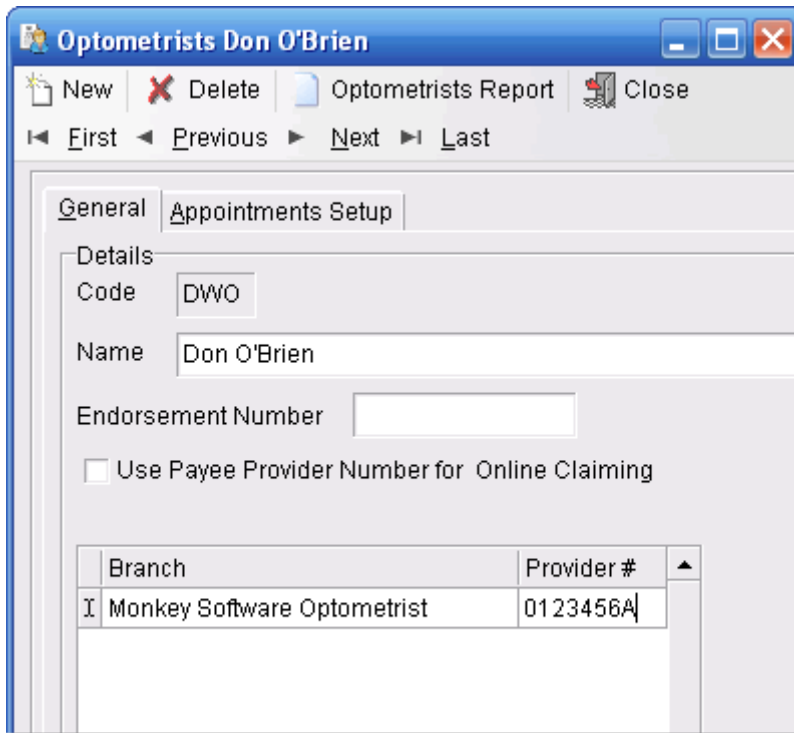 Optometrists Don O'Brien
New Delete Optometrists Report Close
First Previous Next Last
General Appointments Setup
Details
Code DWO
Name Don O'Brien
Endorsement Number
Use Payee Provider Number for Online Claiming
Branch Provider #
Monkey Software Optometrist 0123456A